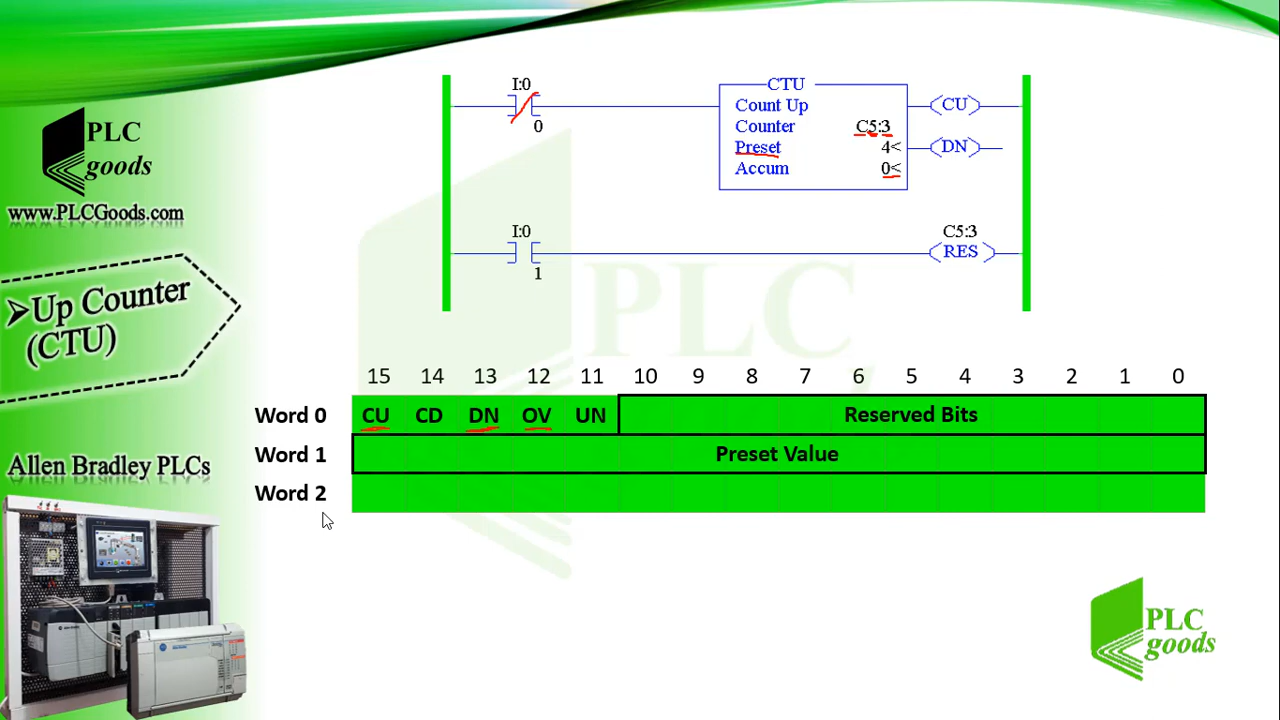 PLC
goods
www.PLCGoods.com
➤Up Counter
(CTU)
Allen Bradley PLCs
I:0
0
CTU
Count Up
Counter C5:3
Preset 4<
Accum 0<
CU
DN
I:0
1
C5:3
RES
PLC
15 14 13 12 11 10 9 8 7 6 5 4 3 2 1 0
Word 0 CU CD DN OV UN Reserved Bits
Word 1 Preset Value
Word 2
PLC
goods